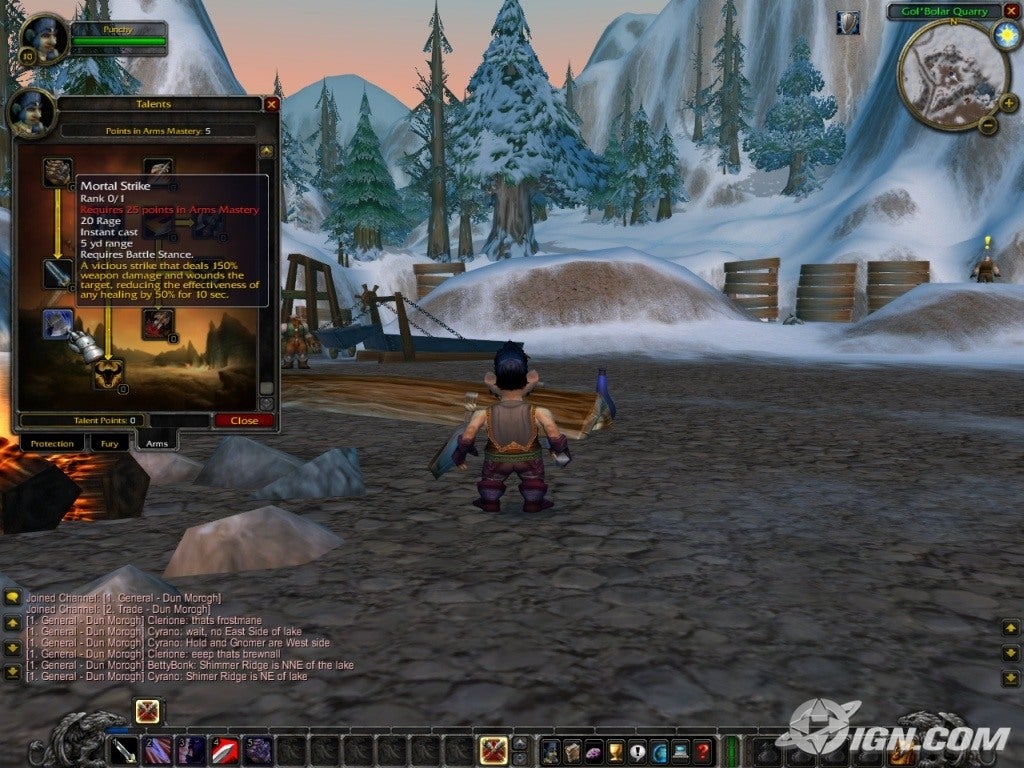 Punchy
10
Gol'Bolar Quarry
N
Talents
Points in Arms Mastery: 5
Mortal Strike
Rank 0/1
Requires 25 points in Arms Mastery
20 Rage
Instant cast
5 yd range
Requires Battle Stance.
A vicious strike that deals 150%
weapon damage and wounds the
target, reducing the effectiveness of
any healing by 50% for 10 sec.
0
0
Talent Points: 0
Close
Protection
Fury
Arms
Joined Channel: [1. General - Dun Morogh]
Joined Channel: [2. Trade - Dun Morogh]
[1. General - Dun Morogh] Clerione: thats frostmane
[1. General - Dun Morogh] Cyrano: wait, no East Side of lake
[1. General - Dun Morogh] Cyrano: Hold and Gnomer are West side
[1. General - Dun Morogh] Clerione: eeep thats brewnall
[1. General - Dun Morogh] BettyBonk: Shimmer Ridge is NNE of the lake
[1. General - Dun Morogh] Cyrano: Shimer Ridge is NE of lake
IGN.COM